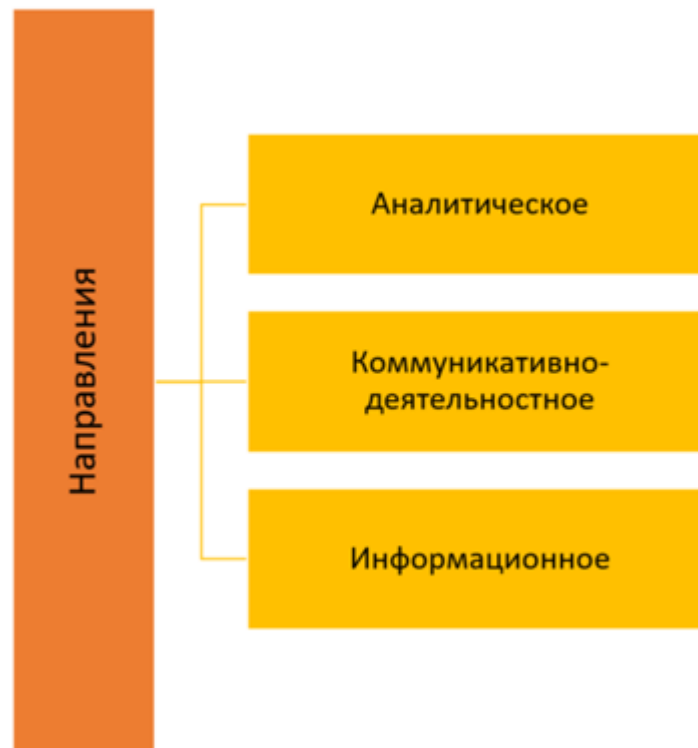 Направления
Аналитическое
Коммуникативно-
деятельностное
Информационное